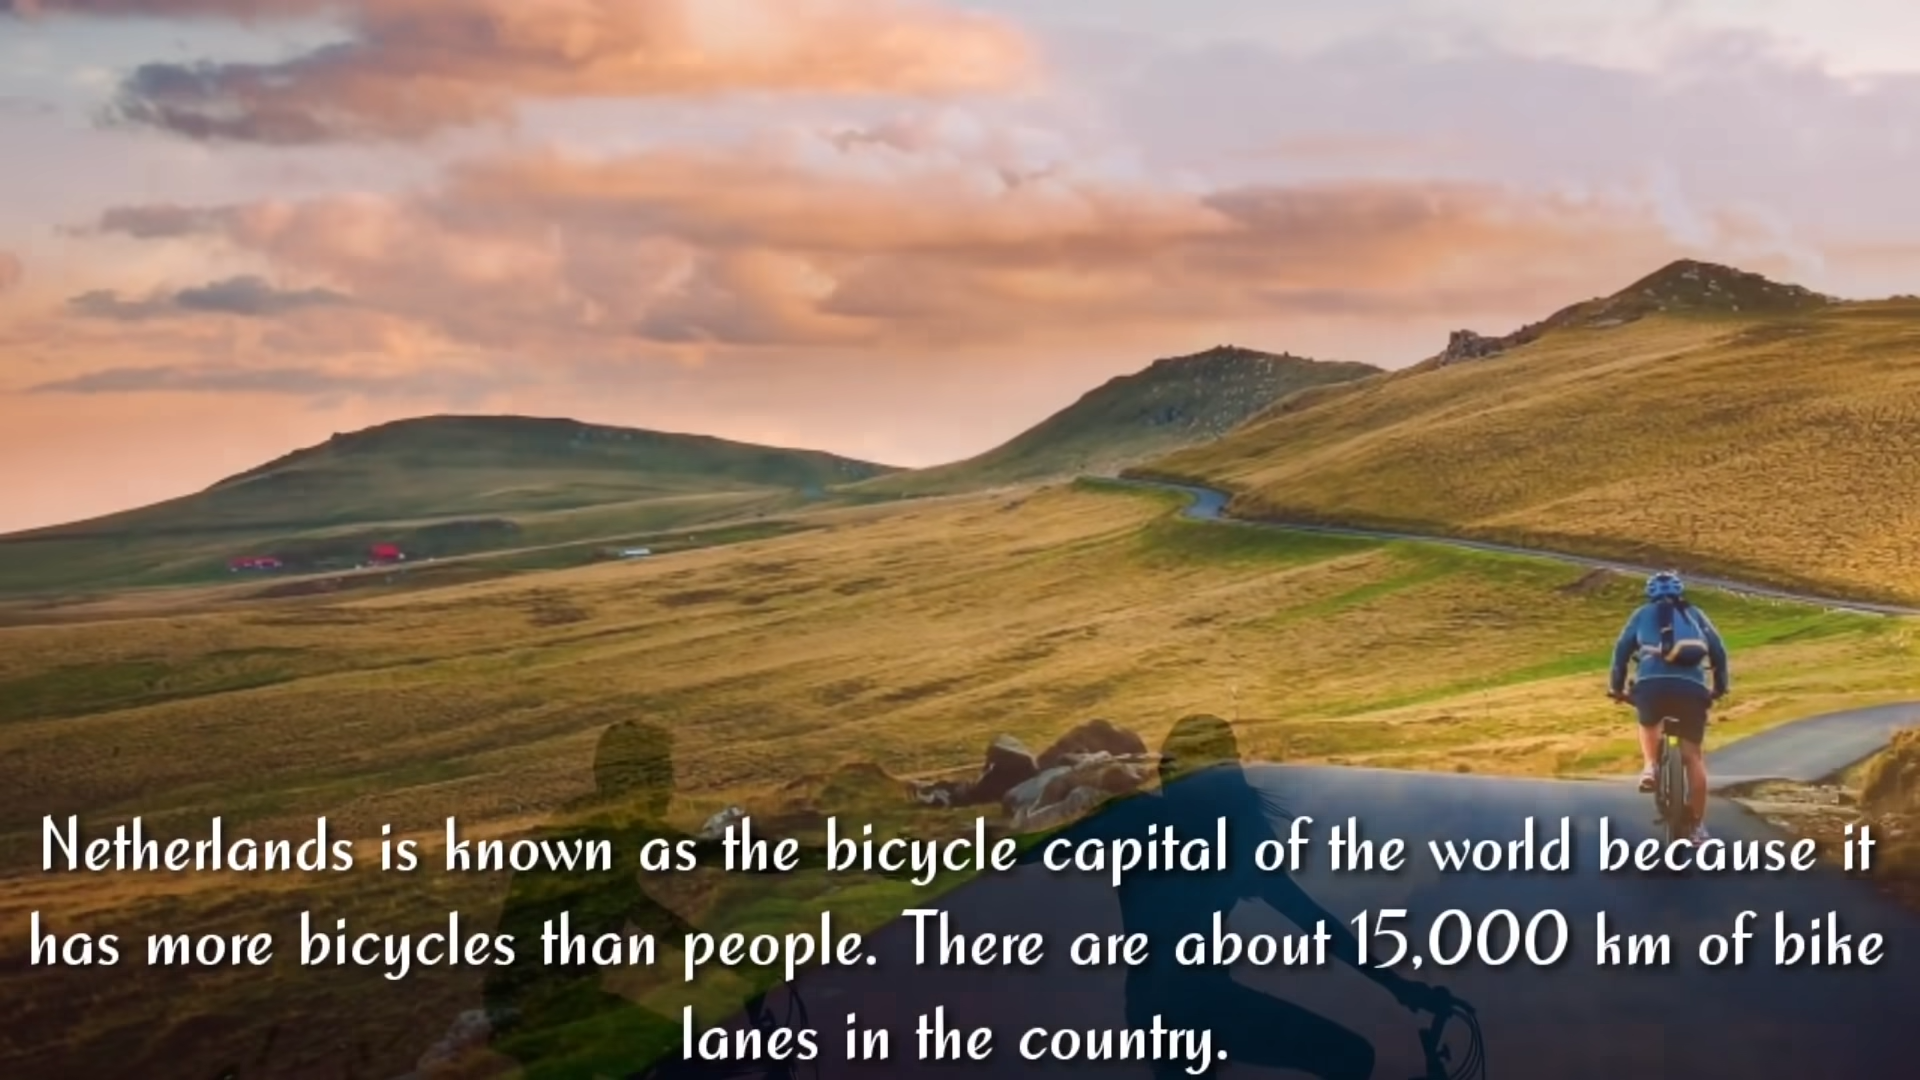 Netherlands is known as the bicycle capital of the world because it
has more bicycles than people. There are about 15,000 km of bike
lanes in the country.